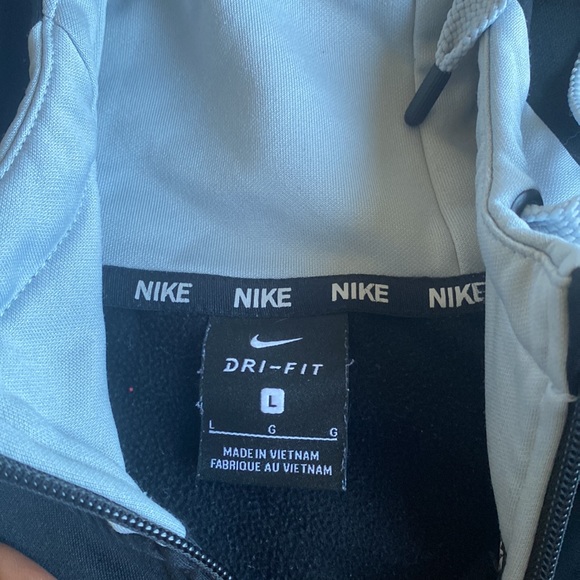 NIKE NIKE NIKE NIKE
DRI-FIT
L
L G G
MADE IN VIETNAM
FABRIQUE AU VIETNAM